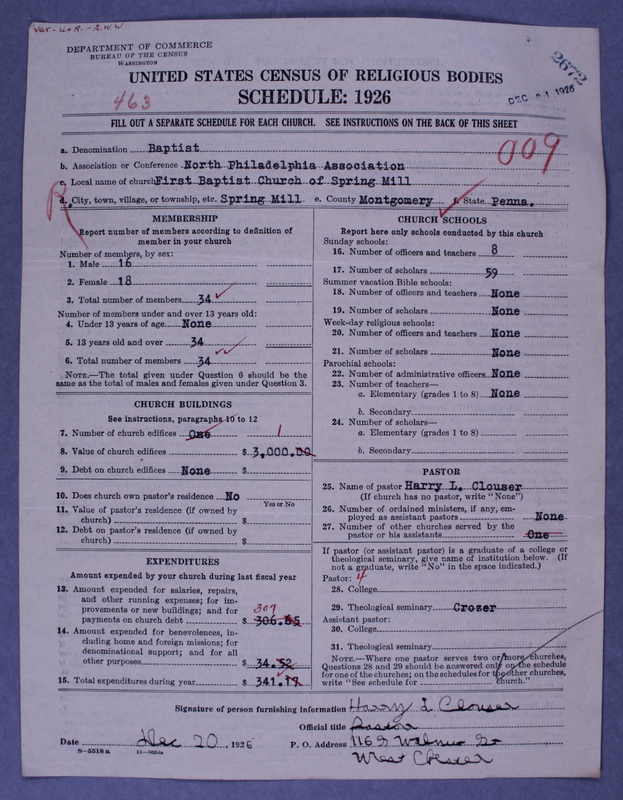 Ver. - U+R. - R.W.W.
DEPARTMENT OF COMMERCE
BUREAU OF THE CENSUS
WASHINGTON
2672
UNITED STATES CENSUS OF RELIGIOUS BODIES
463
SCHEDULE: 1926
DEC 21 1926
FILL OUT A SEPARATE SCHEDULE FOR EACH CHURCH. SEE INSTRUCTIONS ON THE BACK OF THIS SHEET
009
a. Denomination Baptist
b. Association or Conference North Philadelphia Association
c. Local name of church First Baptist Church of Spring Mill
R
d. City, town, village, or township, etc. Spring Mill e. County Montgomery f. State Penna.
MEMBERSHIP
Report number of members according to definition of
member in your church
Number of members, by sex:
1. Male 16
2. Female 18
3. Total number of members 34
Number of members under and over 13 years old:
4. Under 13 years of age None
5. 13 years old and over 34
6. Total number of members 34
NOTE.—The total given under Question 6 should be the
same as the total of males and females given under Question 3.
CHURCH BUILDINGS
See instructions, paragraphs 10 to 12
7. Number of church edifices One 1
8. Value of church edifices $ 3,000.00
9. Debt on church edifices None $
10. Does church own pastor's residence No
Yes or No
11. Value of pastor's residence (if owned by
church) $
12. Debt on pastor's residence (if owned by
church) $
EXPENDITURES
Amount expended by your church during last fiscal year
13. Amount expended for salaries, repairs,
and other running expenses; for im-
provements or new buildings; and for
payments on church debt $ 306.65
307
14. Amount expended for benevolences, in-
cluding home and foreign missions; for
denominational support; and for all
other purposes $ 34.52
15. Total expenditures during year $ 341.17
CHURCH SCHOOLS
Report here only schools conducted by this church
Sunday schools:
16. Number of officers and teachers 8
17. Number of scholars 59
Summer vacation Bible schools:
18. Number of officers and teachers None
19. Number of scholars None
Week-day religious schools:
20. Number of officers and teachers None
21. Number of scholars None
Parochial schools:
22. Number of administrative officers None
23. Number of teachers—
a. Elementary (grades 1 to 8) None
b. Secondary
24. Number of scholars—
a. Elementary (grades 1 to 8)
b. Secondary
PASTOR
25. Name of pastor Harry L. Clouser
(If church has no pastor, write "None")
26. Number of ordained ministers, if any, em-
ployed as assistant pastors None
27. Number of other churches served by the
pastor or his assistants One
If pastor (or assistant pastor) is a graduate of a college or
theological seminary, give name of institution below. (If
not a graduate, write "No" in the space indicated.)
Pastor: 4
28. College
29. Theological seminary Crozer
Assistant pastor:
30. College
31. Theological seminary
NOTE.—Where one pastor serves two or more churches,
Questions 28 and 29 should be answered only on the schedule
for one of the churches; on the schedules for the other churches,
write "See schedule for church."
Signature of person furnishing information Harry L Clouser
Official title Pastor
Date Dec 20, 1926 P. O. Address 116 S Walnut St
8-5518a West Chester